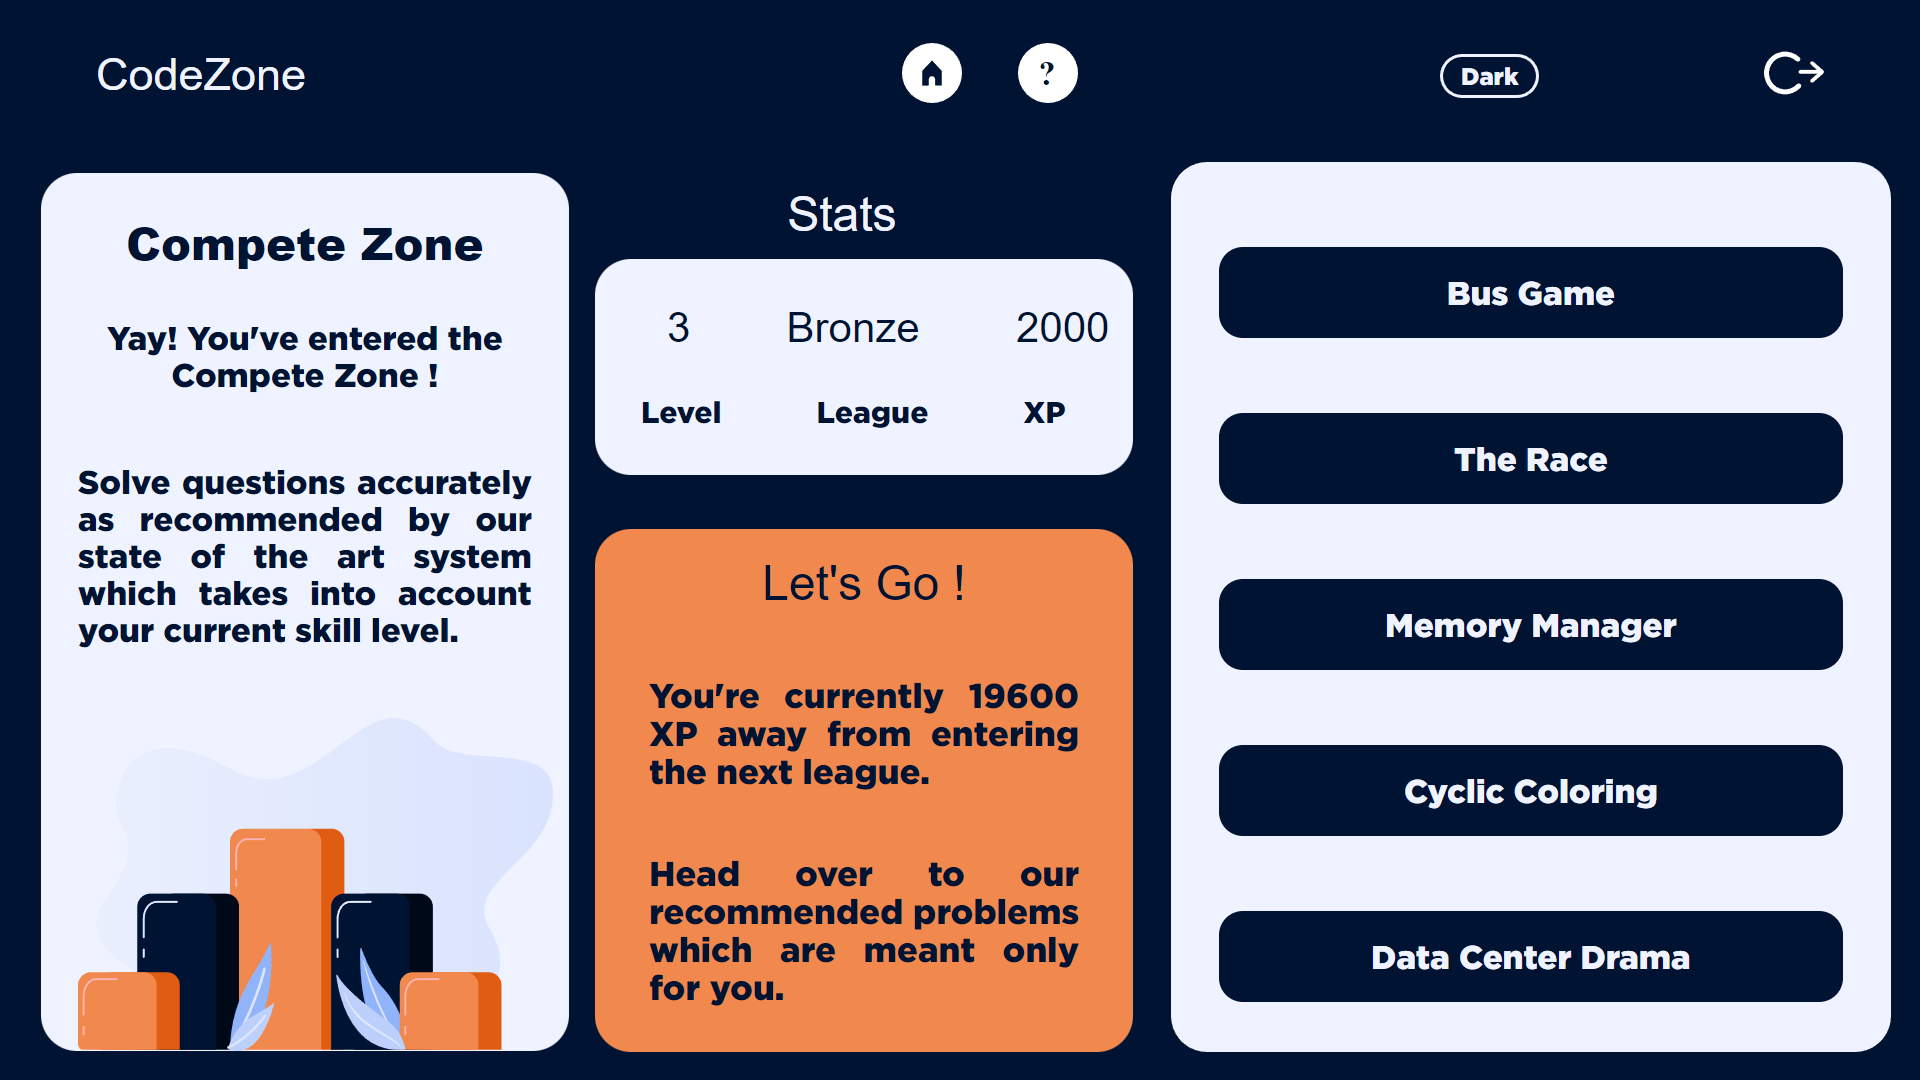 CodeZone
?
Dark
Compete Zone
Yay! You've entered the
Compete Zone !
Solve questions accurately
as recommended by our
state of the art system
which takes into account
your current skill level.
Stats
3 Bronze 2000
Level League XP
Let's Go !
You're currently 19600
XP away from entering
the next league.
Head over to our
recommended problems
which are meant only
for you.
Bus Game
The Race
Memory Manager
Cyclic Coloring
Data Center Drama